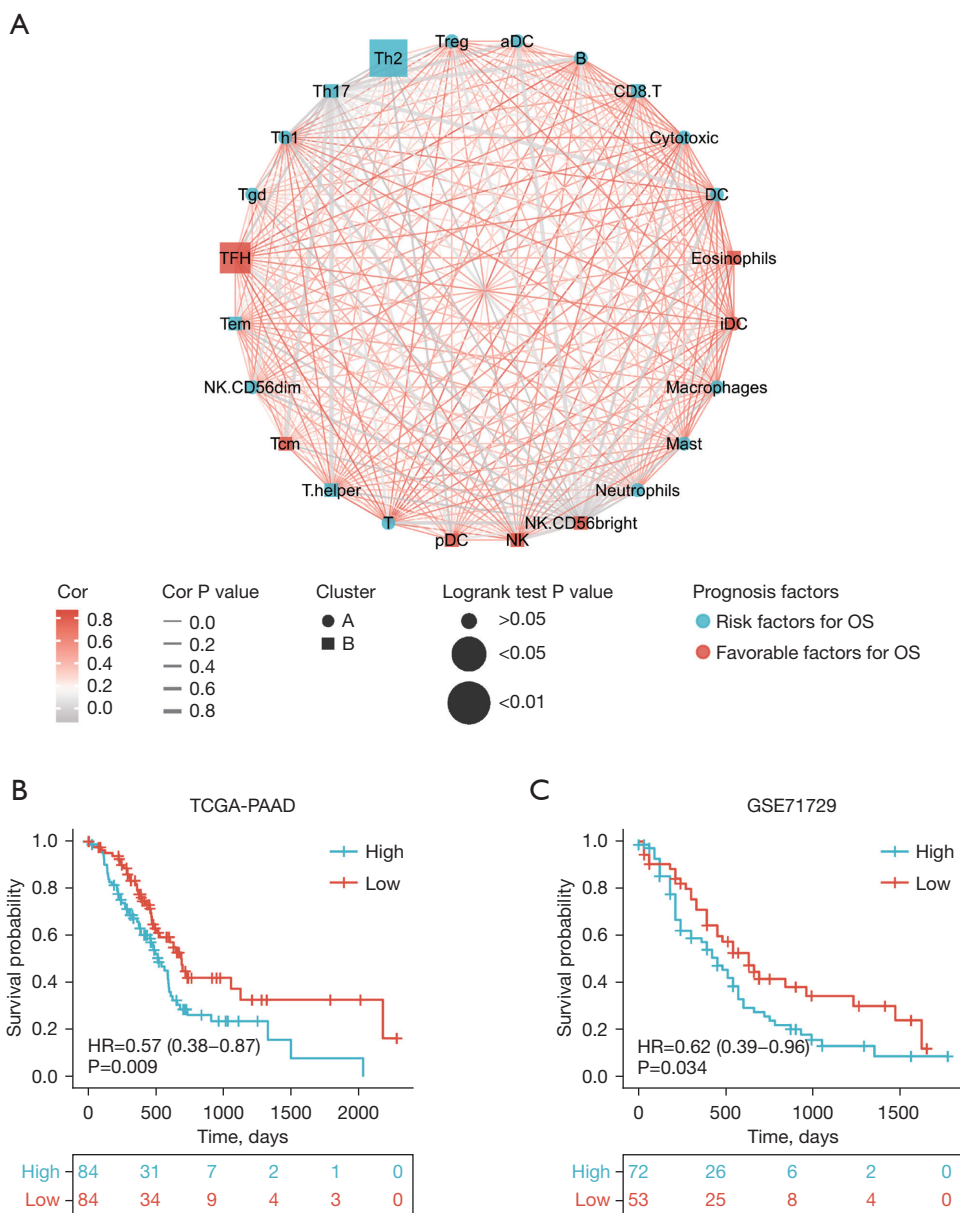 A
Treg
aDC
Th2
B
Th17
CD8.T
Th1
Cytotoxic
Tgd
DC
TFH
Eosinophils
Tem
iDC
NK.CD56dim
Macrophages
Tcm
Mast
T.helper
Neutrophils
T
NK.CD56bright
pDC
NK
Cor
0.8
0.6
0.4
0.2
0.0
Cor P value
0.0
0.2
0.4
0.6
0.8
Cluster
A
B
Logrank test P value
>0.05
<0.05
<0.01
Prognosis factors
Risk factors for OS
Favorable factors for OS
B
TCGA-PAAD
Survival probability
1.0
0.8
0.6
0.4
0.2
0.0
High
Low
HR=0.57 (0.38–0.87)
P=0.009
0 500 1000 1500 2000
Time, days
High 84 31 7 2 1 0
Low 84 34 9 4 3 0
C
GSE71729
Survival probability
1.0
0.8
0.6
0.4
0.2
0.0
High
Low
HR=0.62 (0.39–0.96)
P=0.034
0 500 1000 1500
Time, days
High 72 26 6 2 0
Low 53 25 8 4 0